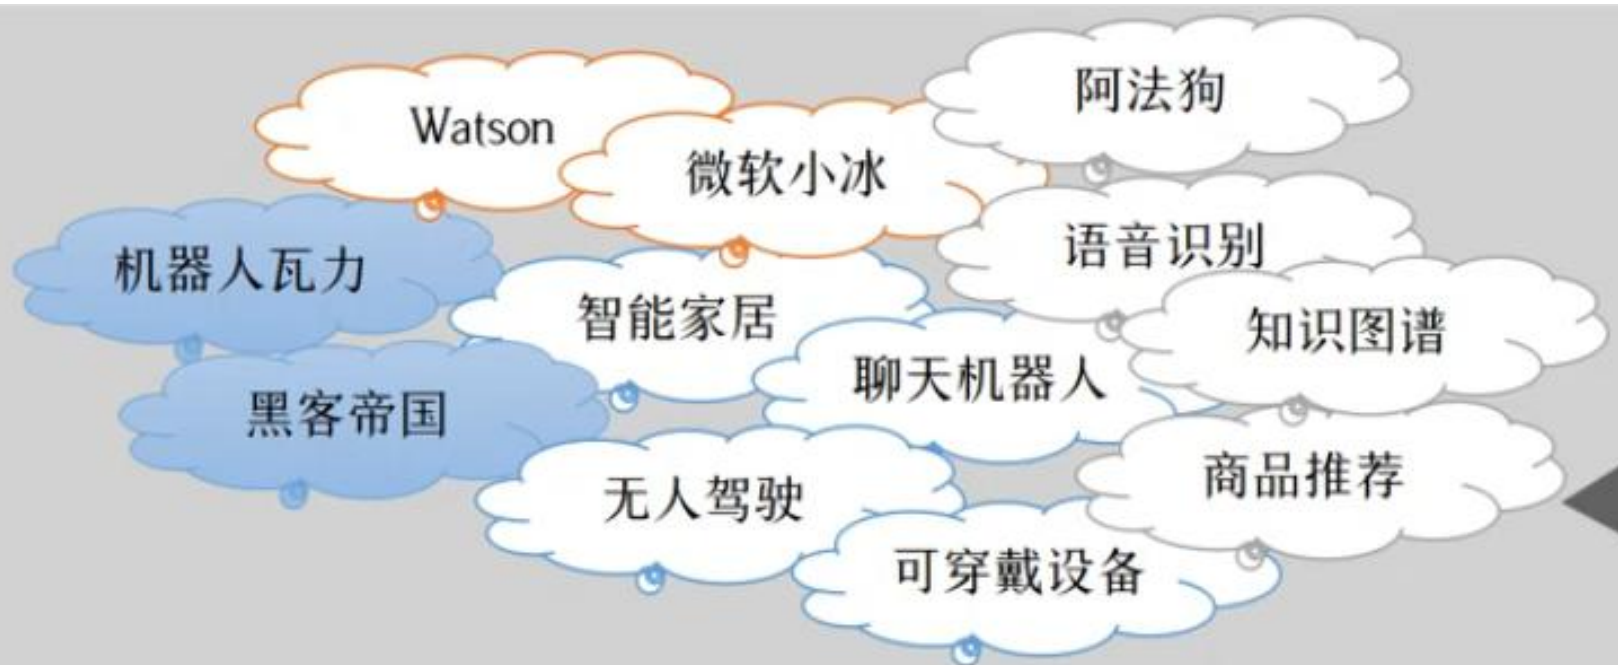 阿法狗
Watson
微软小冰
语音识别
机器人瓦力
智能家居
知识图谱
聊天机器人
黑客帝国
商品推荐
无人驾驶
可穿戴设备